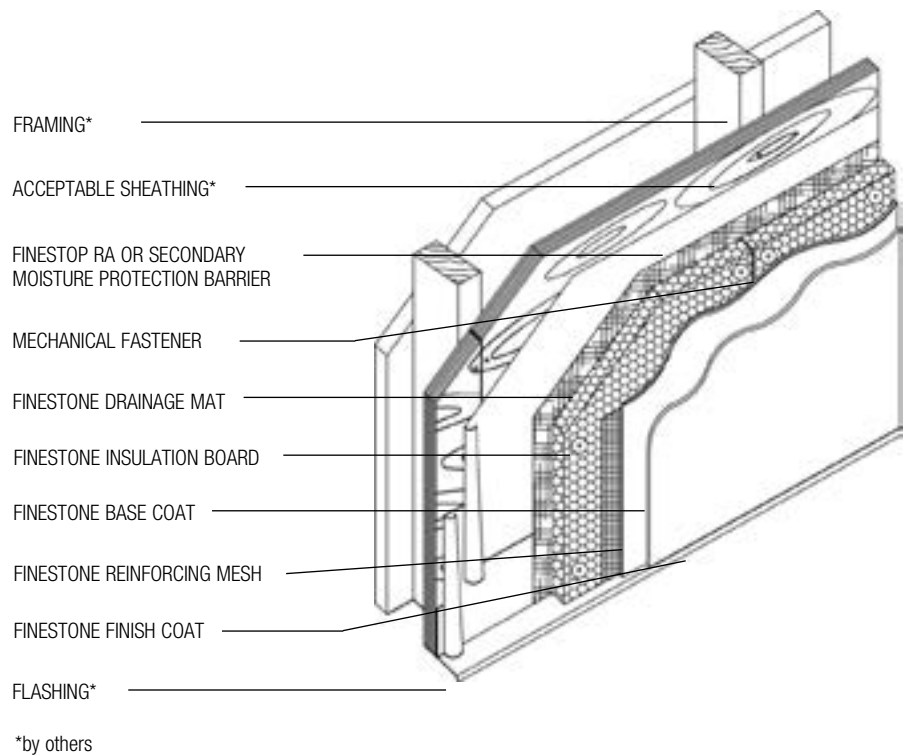 FRAMING*
ACCEPTABLE SHEATHING*
FINESTOP RA OR SECONDARY
MOISTURE PROTECTION BARRIER
MECHANICAL FASTENER
FINESTONE DRAINAGE MAT
FINESTONE INSULATION BOARD
FINESTONE BASE COAT
FINESTONE REINFORCING MESH
FINESTONE FINISH COAT
FLASHING*
*by others